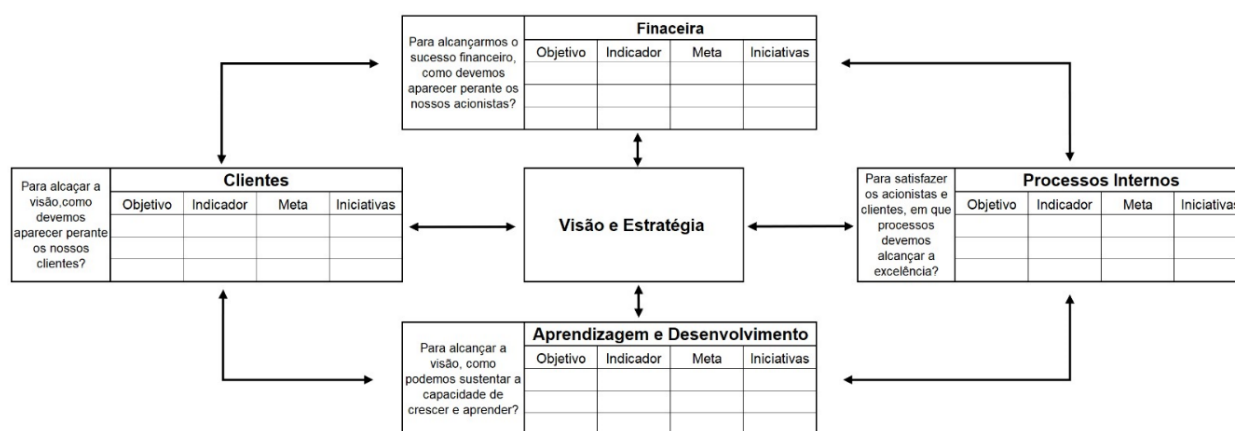 Para alcançarmos o
sucesso financeiro,
como devemos
aparecer perante os
nossos acionistas?
Finaceira
Objetivo Indicador Meta Iniciativas
Para alcaçar a
visão,como
devemos
aparecer perante
os nossos
clientes?
Clientes
Objetivo Indicador Meta Iniciativas
Visão e Estratégia
Para satisfazer
os acionistas e
clientes, em que
processos
devemos
alcançar a
excelência?
Processos Internos
Objetivo Indicador Meta Iniciativas
Para alcançar a
visão, como
podemos sustentar a
capacidade de
crescer e aprender?
Aprendizagem e Desenvolvimento
Objetivo Indicador Meta Iniciativas